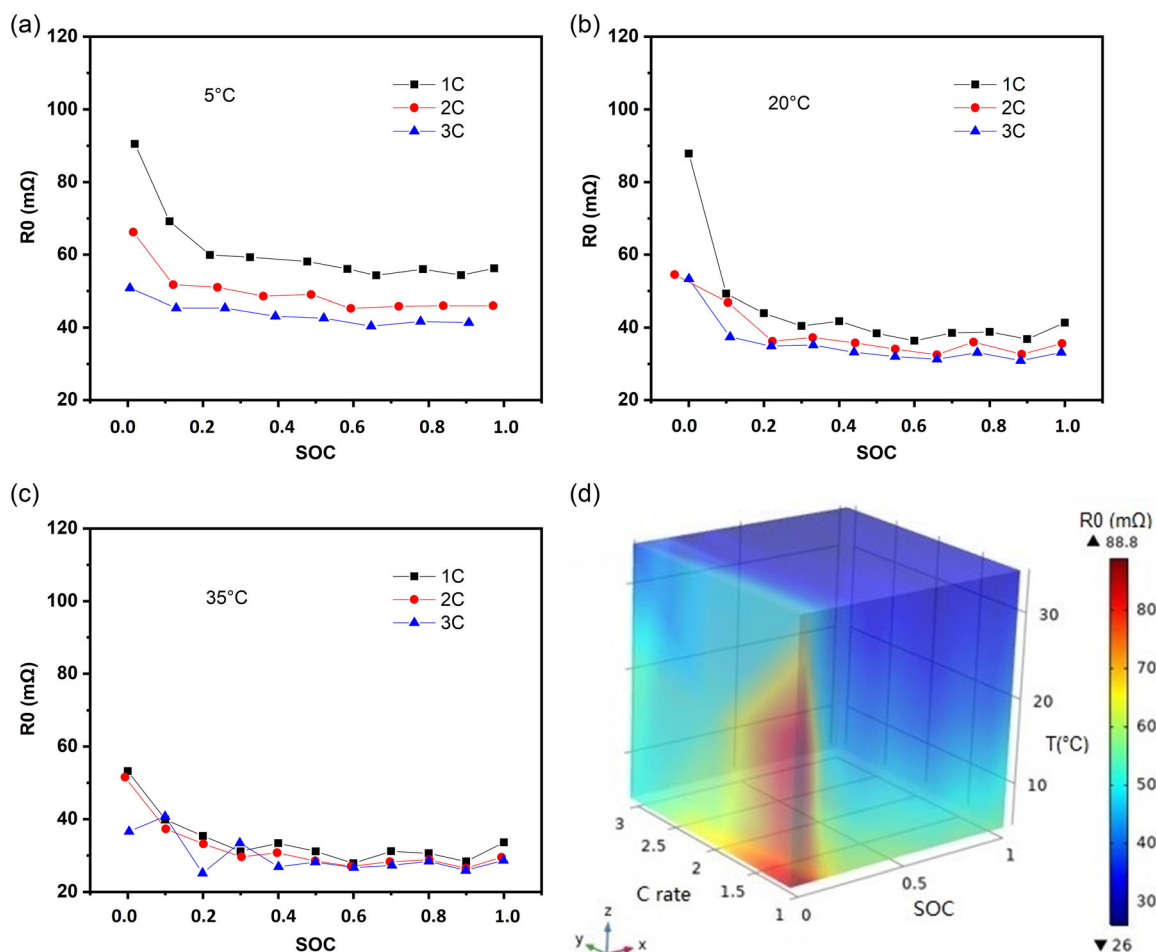 (a)
120
100
80
60
40
20
R0 (mΩ)
5°C
1C
2C
3C
0.0 0.2 0.4 0.6 0.8 1.0
SOC
(b)
120
100
80
60
40
20
R0 (mΩ)
20°C
1C
2C
3C
0.0 0.2 0.4 0.6 0.8 1.0
SOC
(c)
120
100
80
60
40
20
R0 (mΩ)
35°C
1C
2C
3C
0.0 0.2 0.4 0.6 0.8 1.0
SOC
(d)
R0 (mΩ)
▲ 88.8
80
70
60
50
40
30
▼ 26
30
20
T(°C)
10
3
2.5
2
1.5
1
C rate
0
0.5
1
SOC
z
y
x